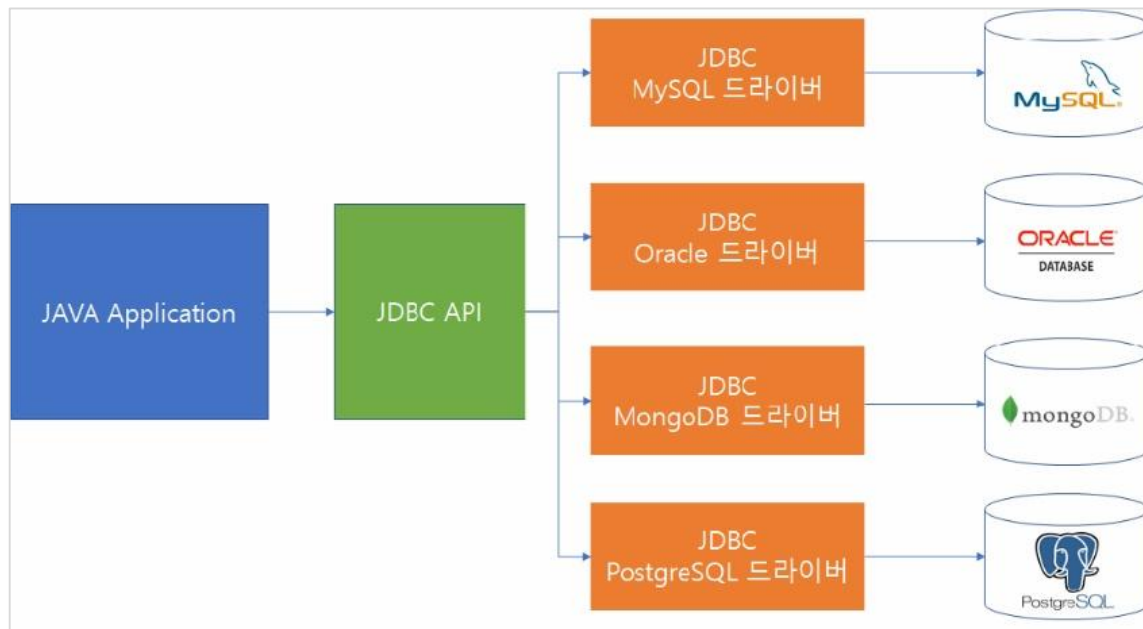 JAVA Application
JDBC API
JDBC
MySQL 드라이버
MySQL®
JDBC
Oracle 드라이버
ORACLE®
DATABASE
JDBC
MongoDB 드라이버
mongoDB
JDBC
PostgreSQL 드라이버
PostgreSQL